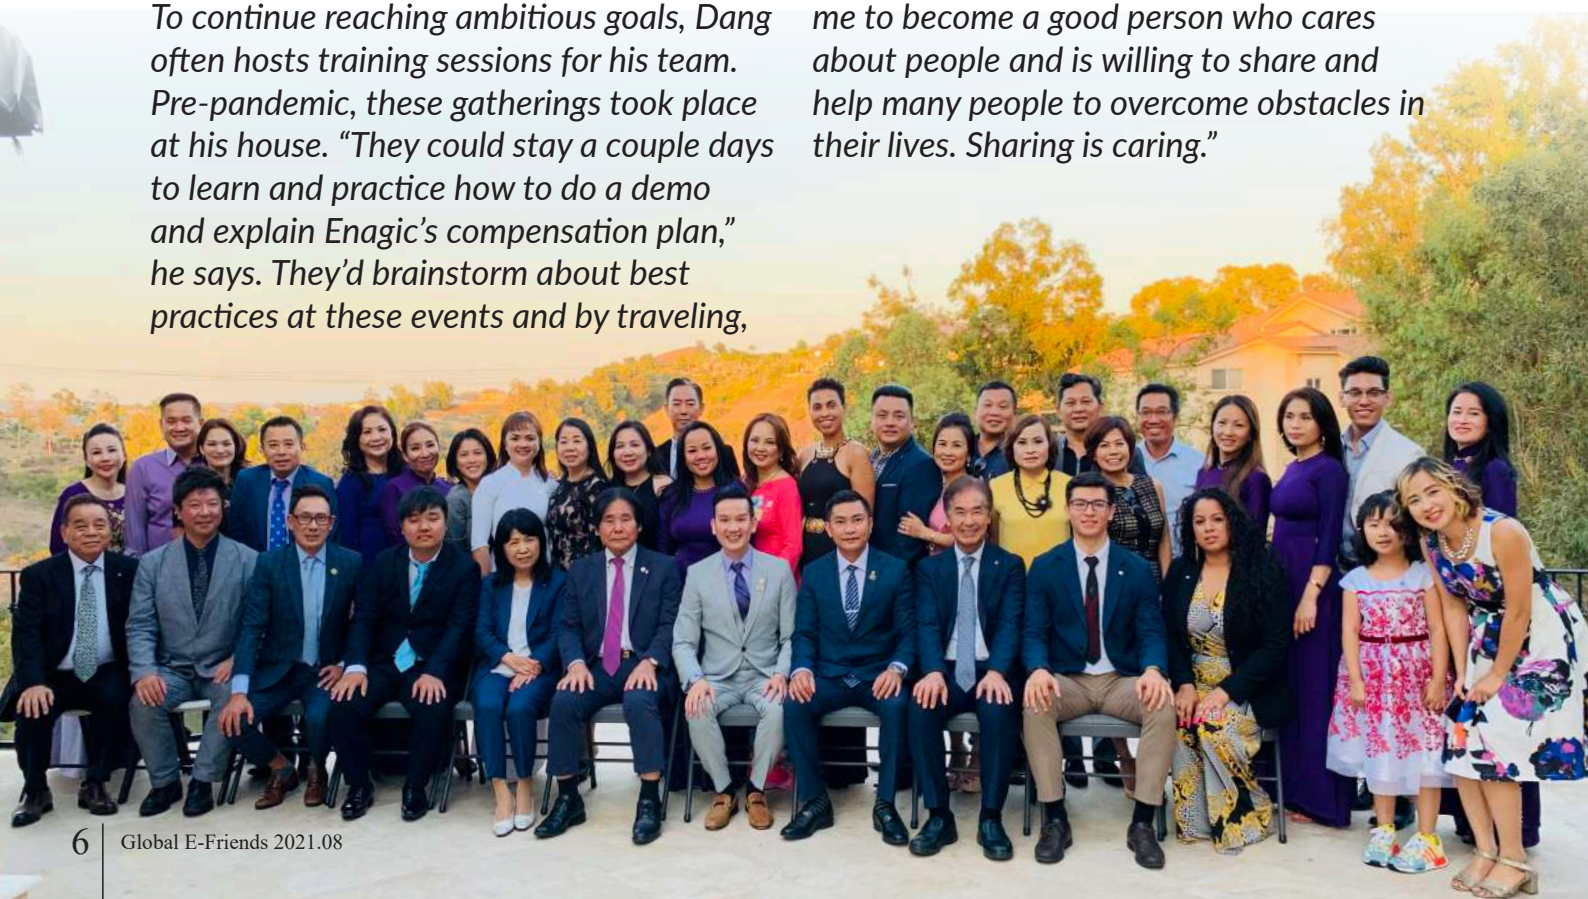 To continue reaching ambitious goals, Dang
often hosts training sessions for his team.
Pre-pandemic, these gatherings took place
at his house. “They could stay a couple days
to learn and practice how to do a demo
and explain Enagic’s compensation plan,”
he says. They’d brainstorm about best
practices at these events and by traveling,
me to become a good person who cares
about people and is willing to share and
help many people to overcome obstacles in
their lives. Sharing is caring.”
6
Global E-Friends 2021.08